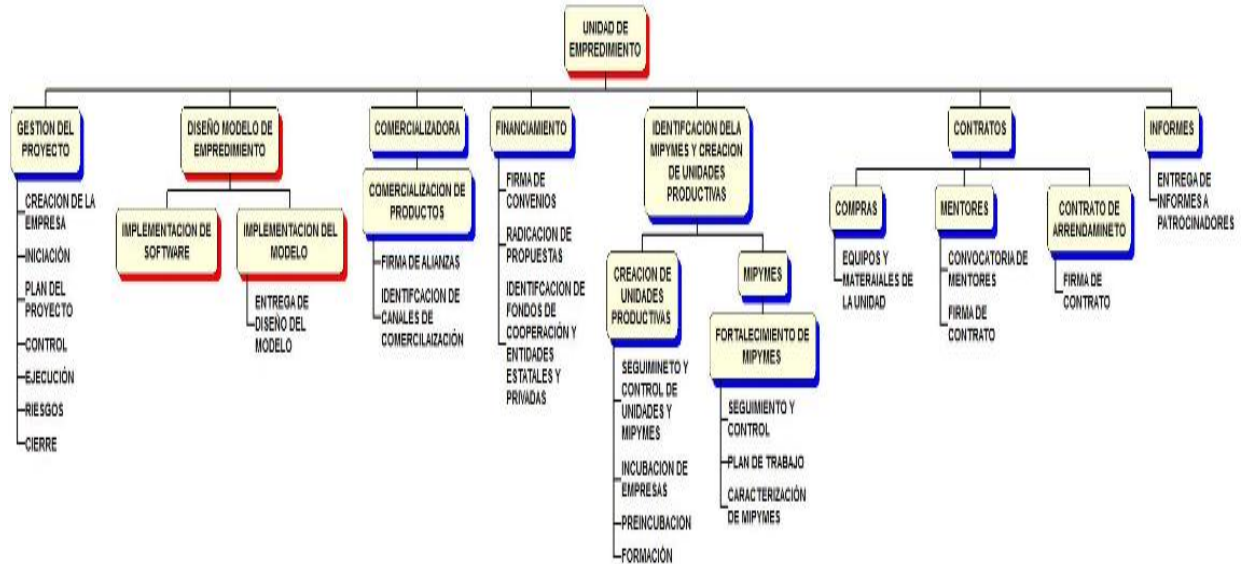 UNIDAD DE
EMPREDIMIENTO
GESTION DEL
PROYECTO
CREACION DE LA
EMPRESA
INICIACIÓN
PLAN DEL
PROYECTO
CONTROL
EJECUCIÓN
RIESGOS
CIERRE
DISEÑO MODELO DE
EMPREDIMIENTO
IMPLEMENTACION DE
SOFTWARE
IMPLEMENTACION DEL
MODELO
ENTREGA DE
DISEÑO DEL
MODELO
COMERCIALIZADORA
COMERCIALIZACION DE
PRODUCTOS
FIRMA DE ALIANZAS
IDENTIFCACION DE
CANALES DE
COMERCILAIZACIÓN
FINANCIAMIENTO
FIRMA DE
CONVENIOS
RADICACION DE
PROPUESTAS
IDENTIFCACION DE
FONDOS DE
COOPERACIÓN Y
ENTIDADES
ESTATALES Y
PRIVADAS
IDENTIFCACION DELA
MIPYMES Y CREACION
DE UNIDADES
PRODUCTIVAS
CREACION DE
UNIDADES
PRODUCTIVAS
SEGUIMINETO Y
CONTROL DE
UNIDADES Y
MIPYMES
INCUBACION DE
EMPRESAS
PREINCUBACION
FORMACIÓN
MIPYMES
FORTALECIMIENTO DE
MIPYMES
SEGUIMIENTO Y
CONTROL
PLAN DE TRABAJO
CARACTERIZACIÓN
DE MIPYMES
CONTRATOS
COMPRAS
EQUIPOS Y
MATERAIALES DE
LA UNIDAD
MENTORES
CONVOCATORIA DE
MENTORES
FIRMA DE
CONTRATO
CONTRATO DE
ARRENDAMINETO
FIRMA DE
CONTRATO
INFORMES
ENTREGA DE
INFORMES A
PATROCINADORES